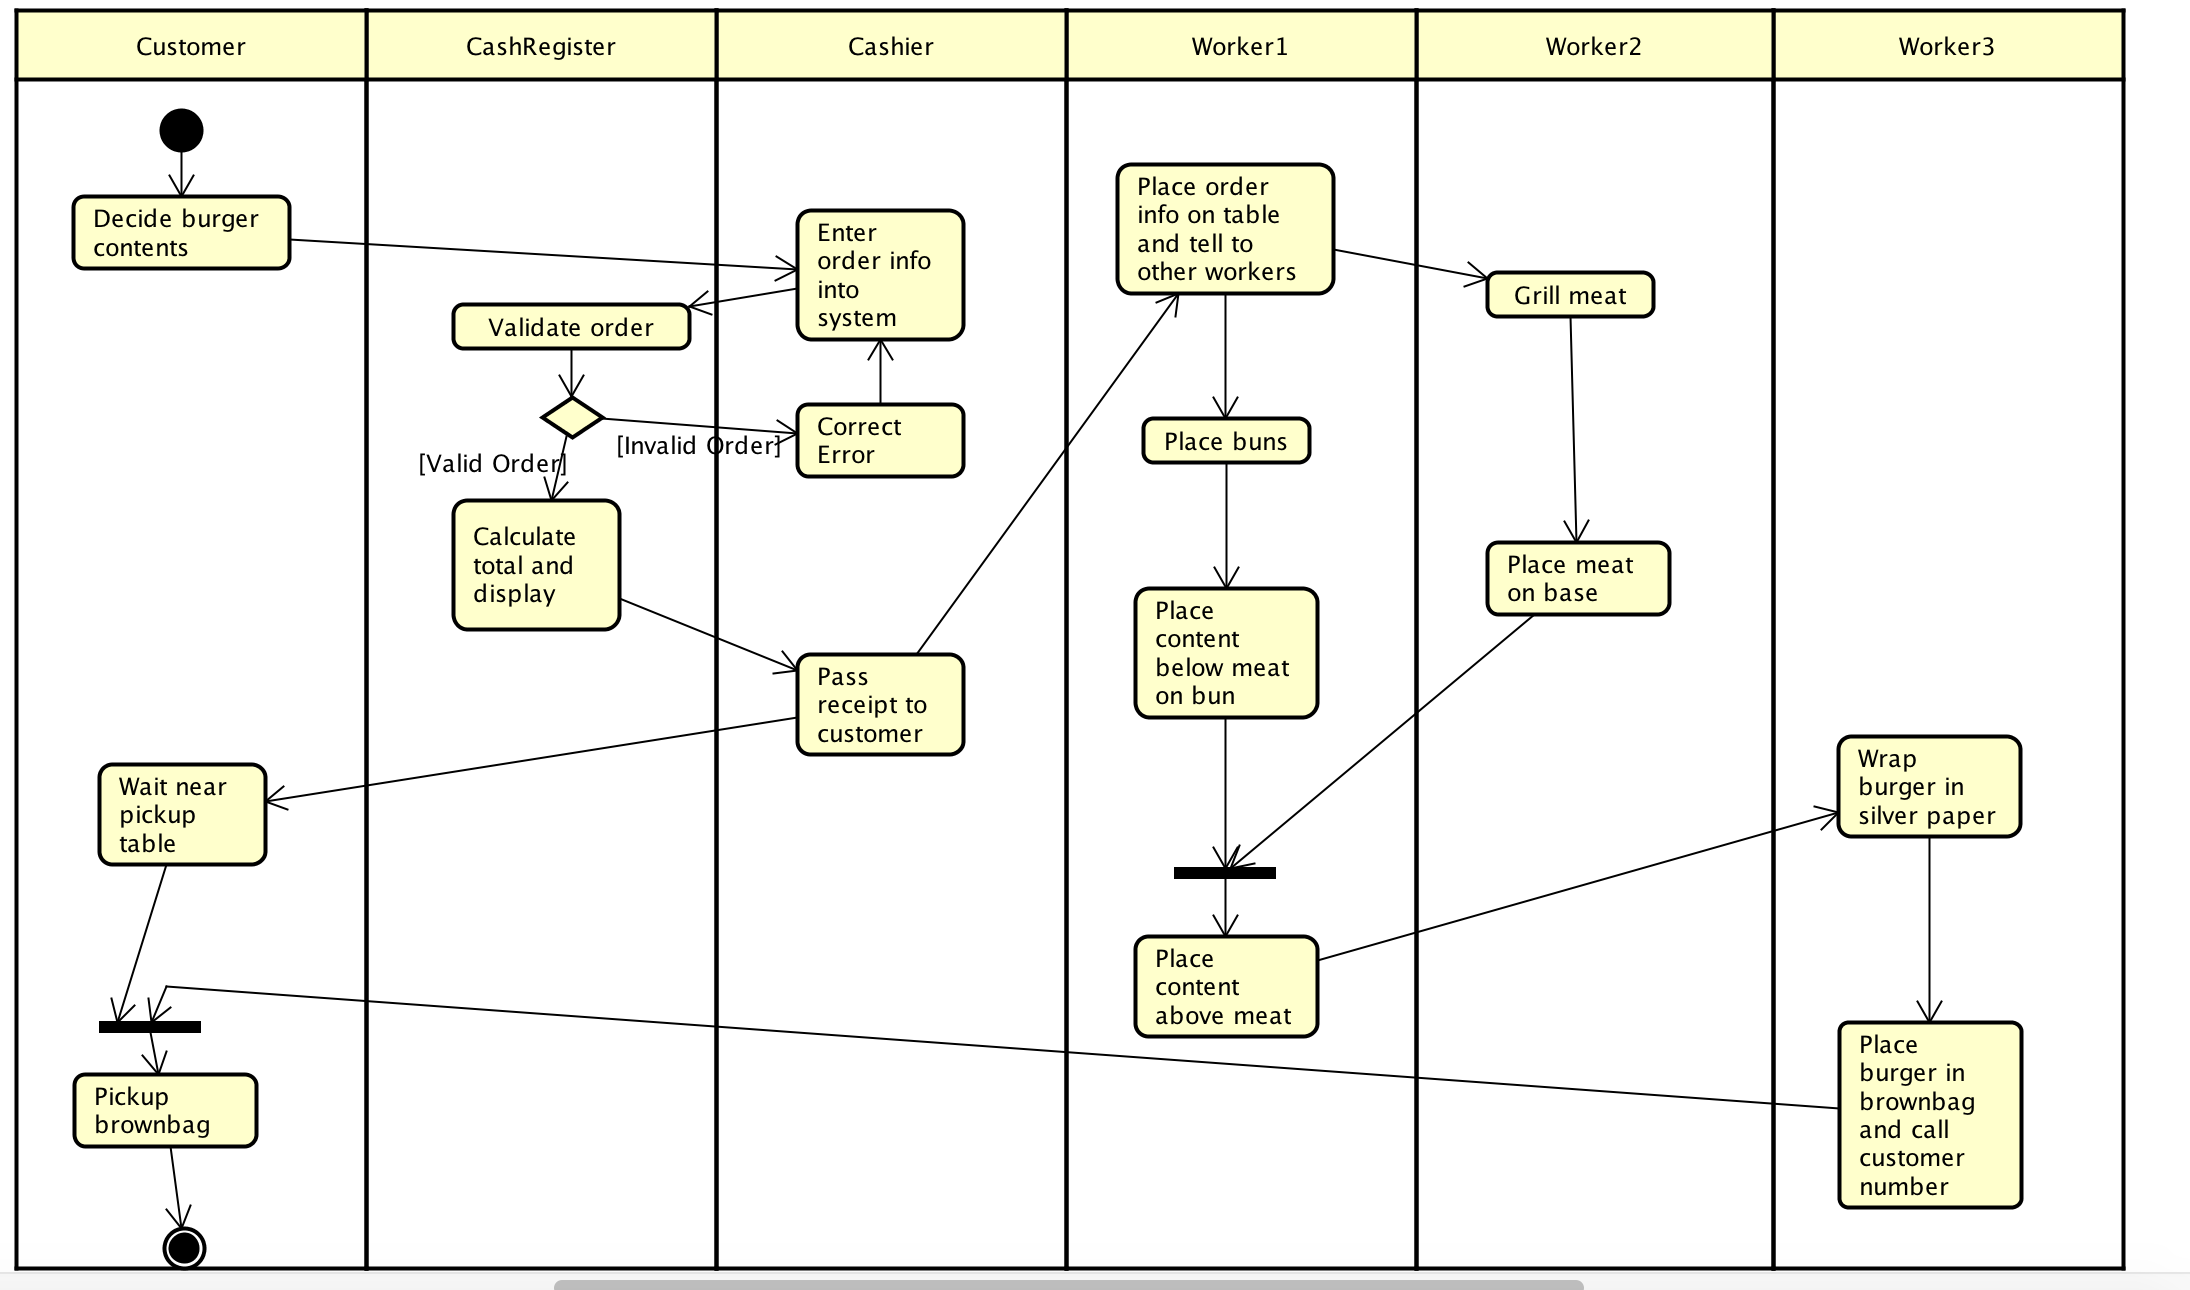 Customer
CashRegister
Cashier
Worker1
Worker2
Worker3
Decide burger
contents
Enter
order info
into
system
Validate order
[Valid Order]
[Invalid Order]
Correct
Error
Calculate
total and
display
Pass
receipt to
customer
Wait near
pickup
table
Pickup
brownbag
Place order
info on table
and tell to
other workers
Place buns
Place
content
below meat
on bun
Place
content
above meat
Grill meat
Place meat
on base
Wrap
burger in
silver paper
Place
burger in
brownbag
and call
customer
number